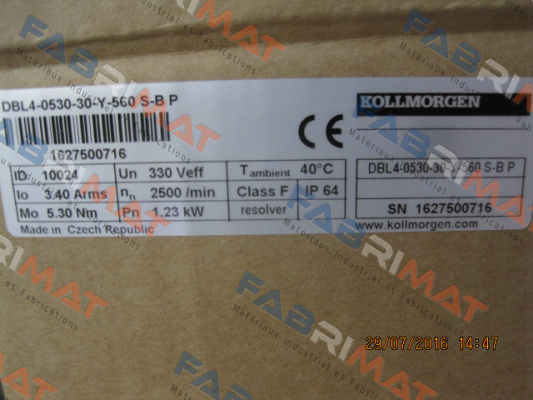 DBL4-0530-30-Y-560 S-B P
1627500716
KOLLMORGEN
CE
ID: 10024 Un 330 Veff Tambient 40°C
Io 3.40 Arms nn 2500 /min Class F IP 64
Mo 5.30 Nm Pn 1.23 kW resolver
Made in Czech Republic
DBL4-0530-30-Y-560 S-B P
SN 1627500716
www.kollmorgen.com
29/07/2016 14:47
FABRIMAT
Matériaux Industriel et Fabrications